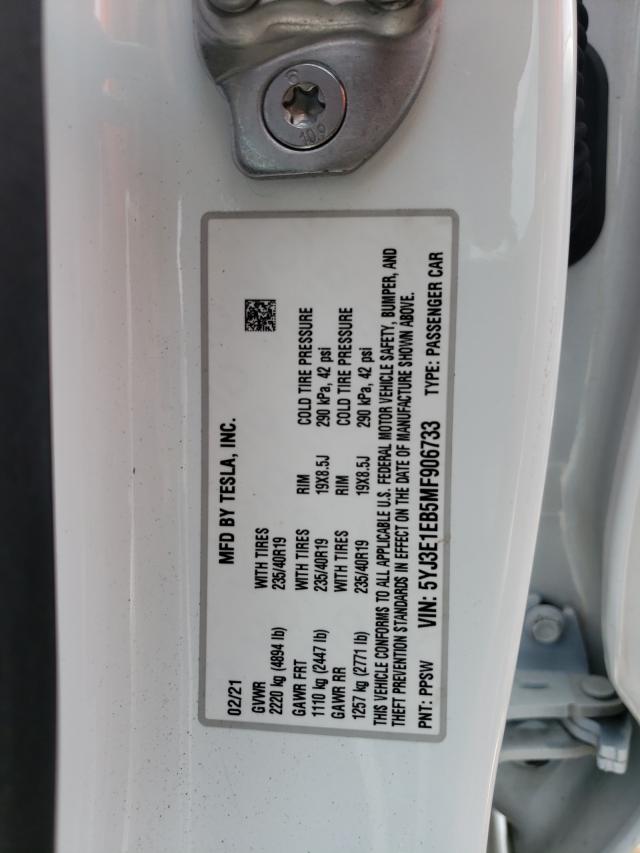 10.9
02/21 MFD BY TESLA, INC.
GVWR WITH TIRES
2220 kg (4894 lb) 235/40R19
GAWR FRT WITH TIRES RIM COLD TIRE PRESSURE
1110 kg (2447 lb) 235/40R19 19X8.5J 290 kPa, 42 psi
GAWR RR WITH TIRES RIM COLD TIRE PRESSURE
1257 kg (2771 lb) 235/40R19 19X8.5J 290 kPa, 42 psi
THIS VEHICLE CONFORMS TO ALL APPLICABLE U.S. FEDERAL MOTOR VEHICLE SAFETY, BUMPER, AND
THEFT PREVENTION STANDARDS IN EFFECT ON THE DATE OF MANUFACTURE SHOWN ABOVE.
PNT: PPSW VIN: 5YJ3E1EB5MF906733 TYPE: PASSENGER CAR